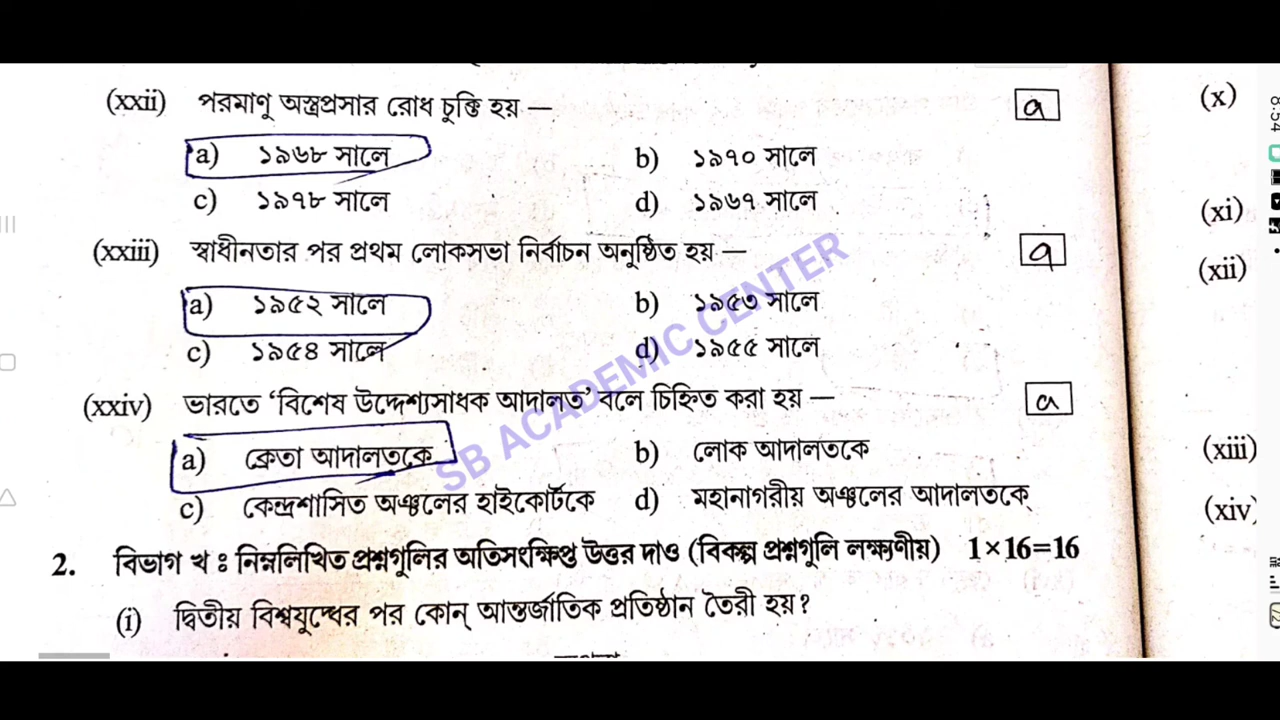 (xxii) পরমাণু অস্ত্রপ্রসার রোধ চুক্তি হয় — a
a) ১৯৬৮ সালে b) ১৯৭০ সালে
c) ১৯৭৮ সালে d) ১৯৬৭ সালে
(xxiii) স্বাধীনতার পর প্রথম লোকসভা নির্বাচন অনুষ্ঠিত হয় — a
a) ১৯৫২ সালে b) ১৯৫৩ সালে
c) ১৯৫৪ সালে d) ১৯৫৫ সালে
(xxiv) ভারতে ‘বিশেষ উদ্দেশ্যসাধক আদালত’ বলে চিহ্নিত করা হয় — a
a) ক্রেতা আদালতকে b) লোক আদালতকে
c) কেন্দ্রশাসিত অঞ্চলের হাইকোর্টকে d) মহানাগরীয় অঞ্চলের আদালতকে
2. বিভাগ খ ঃ নিম্নলিখিত প্রশ্নগুলির অতিসংক্ষিপ্ত উত্তর দাও (বিকল্প প্রশ্নগুলি লক্ষ্যণীয়) 1×16=16
(i) দ্বিতীয় বিশ্বযুদ্ধের পর কোন্ আন্তর্জাতিক প্রতিষ্ঠান তৈরী হয়?
SB ACADEMIC CENTER
(x)
(xi)
(xii)
(xiii)
(xiv)
8:54